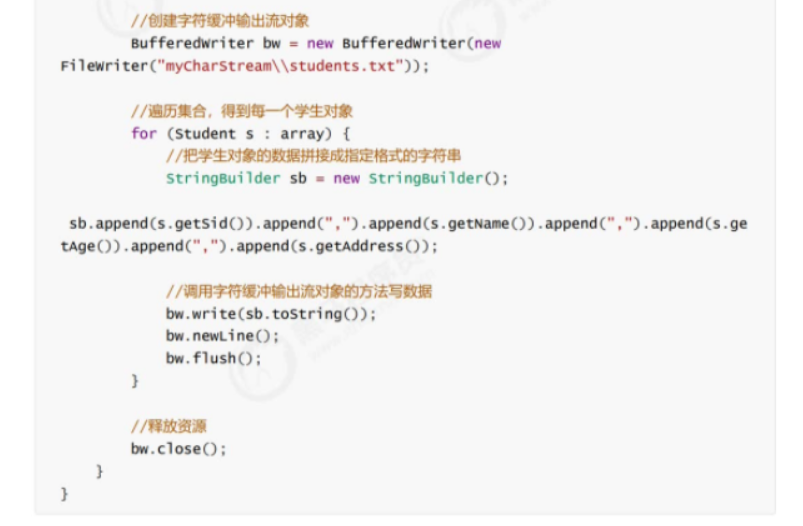 //创建字符缓冲输出流对象
BufferedWriter bw = new BufferedWriter(new
FileWriter("myCharStream\\students.txt"));
//遍历集合，得到每一个学生对象
for (Student s : array) {
//把学生对象的数据拼接成指定格式的字符串
StringBuilder sb = new StringBuilder();
sb.append(s.getSid()).append(",").append(s.getName()).append(",").append(s.ge
tAge()).append(",").append(s.getAddress());
//调用字符缓冲输出流对象的方法写数据
bw.write(sb.toString());
bw.newLine();
bw.flush();
}
//释放资源
bw.close();
}
}